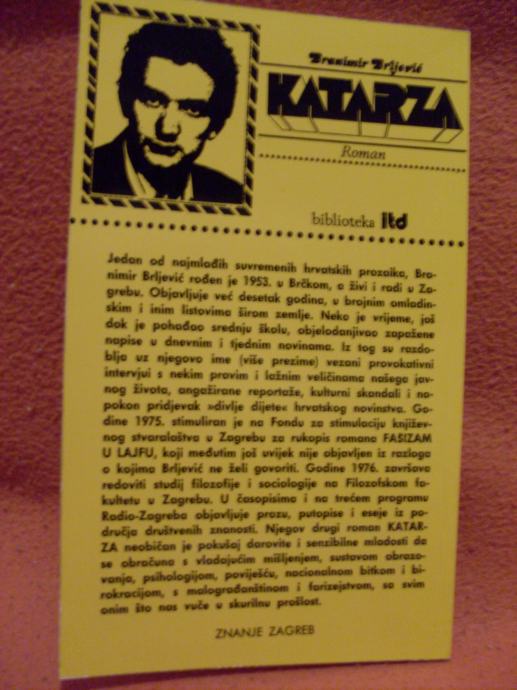 Branimir Brljević
KATARZA
Roman
biblioteka itd
Jedan od najmlađih suvremenih hrvatskih prozaika, Bra-
nimir Brljević rođen je 1953. u Brčkom, a živi i radi u Za-
grebu. Objavljuje već desetak godina, u brojnim omladin-
skim i inim listovima širom zemlje. Neko je vrijeme, još
dok je pohađao srednju školu, objelodanjivao zapažene
napise u dnevnim i tjednim novinama. Iz tog su razdo-
blja uz njegovo ime (više prezime) vezani provokativni
intervjui s nekim pravim i lažnim veličinama našega jav-
nog života, angažirane reportaže, kulturni skandali i na-
pokon pridjevak »divlje dijete« hrvatskog novinstva. Go-
dine 1975. stimuliran je na Fondu za stimulaciju književ-
nog stvaralaštva u Zagrebu za rukopis romana FAŠIZAM
U LAJFU, koji međutim još uvijek nije objavljen iz razloga
o kojima Brljević ne želi govoriti. Godine 1976. završava
redoviti studij filozofije i sociologije na Filozofskom fa-
kultetu u Zagrebu. U časopisima i na trećem programu
Radio-Zagreba objavljuje prozu, putopise i eseje iz po-
dručja društvenih znanosti. Njegov drugi roman KATAR-
ZA neobičan je pokušaj darovite i senzibilne mladosti da
se obračuna s vladajućim mišljenjem, sustavom obrazo-
vanja, psihologijom, poviješću, nacionalnom bitkom i bi-
rokracijom, s malograđanštinom i farizejstvom, sa svim
onim što nas vuče u skurilnu prošlost.
ZNANJE ZAGREB